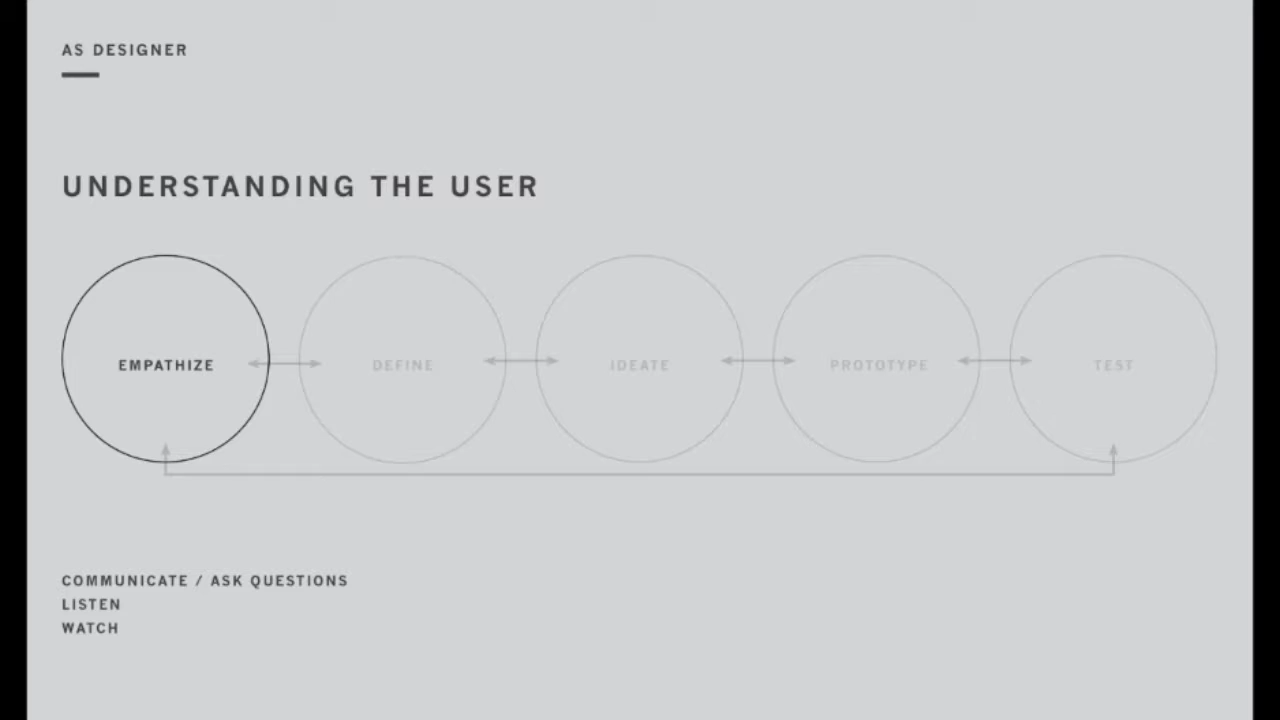 AS DESIGNER
UNDERSTANDING THE USER
EMPATHIZE
DEFINE
IDEATE
PROTOTYPE
TEST
COMMUNICATE / ASK QUESTIONS
LISTEN
WATCH